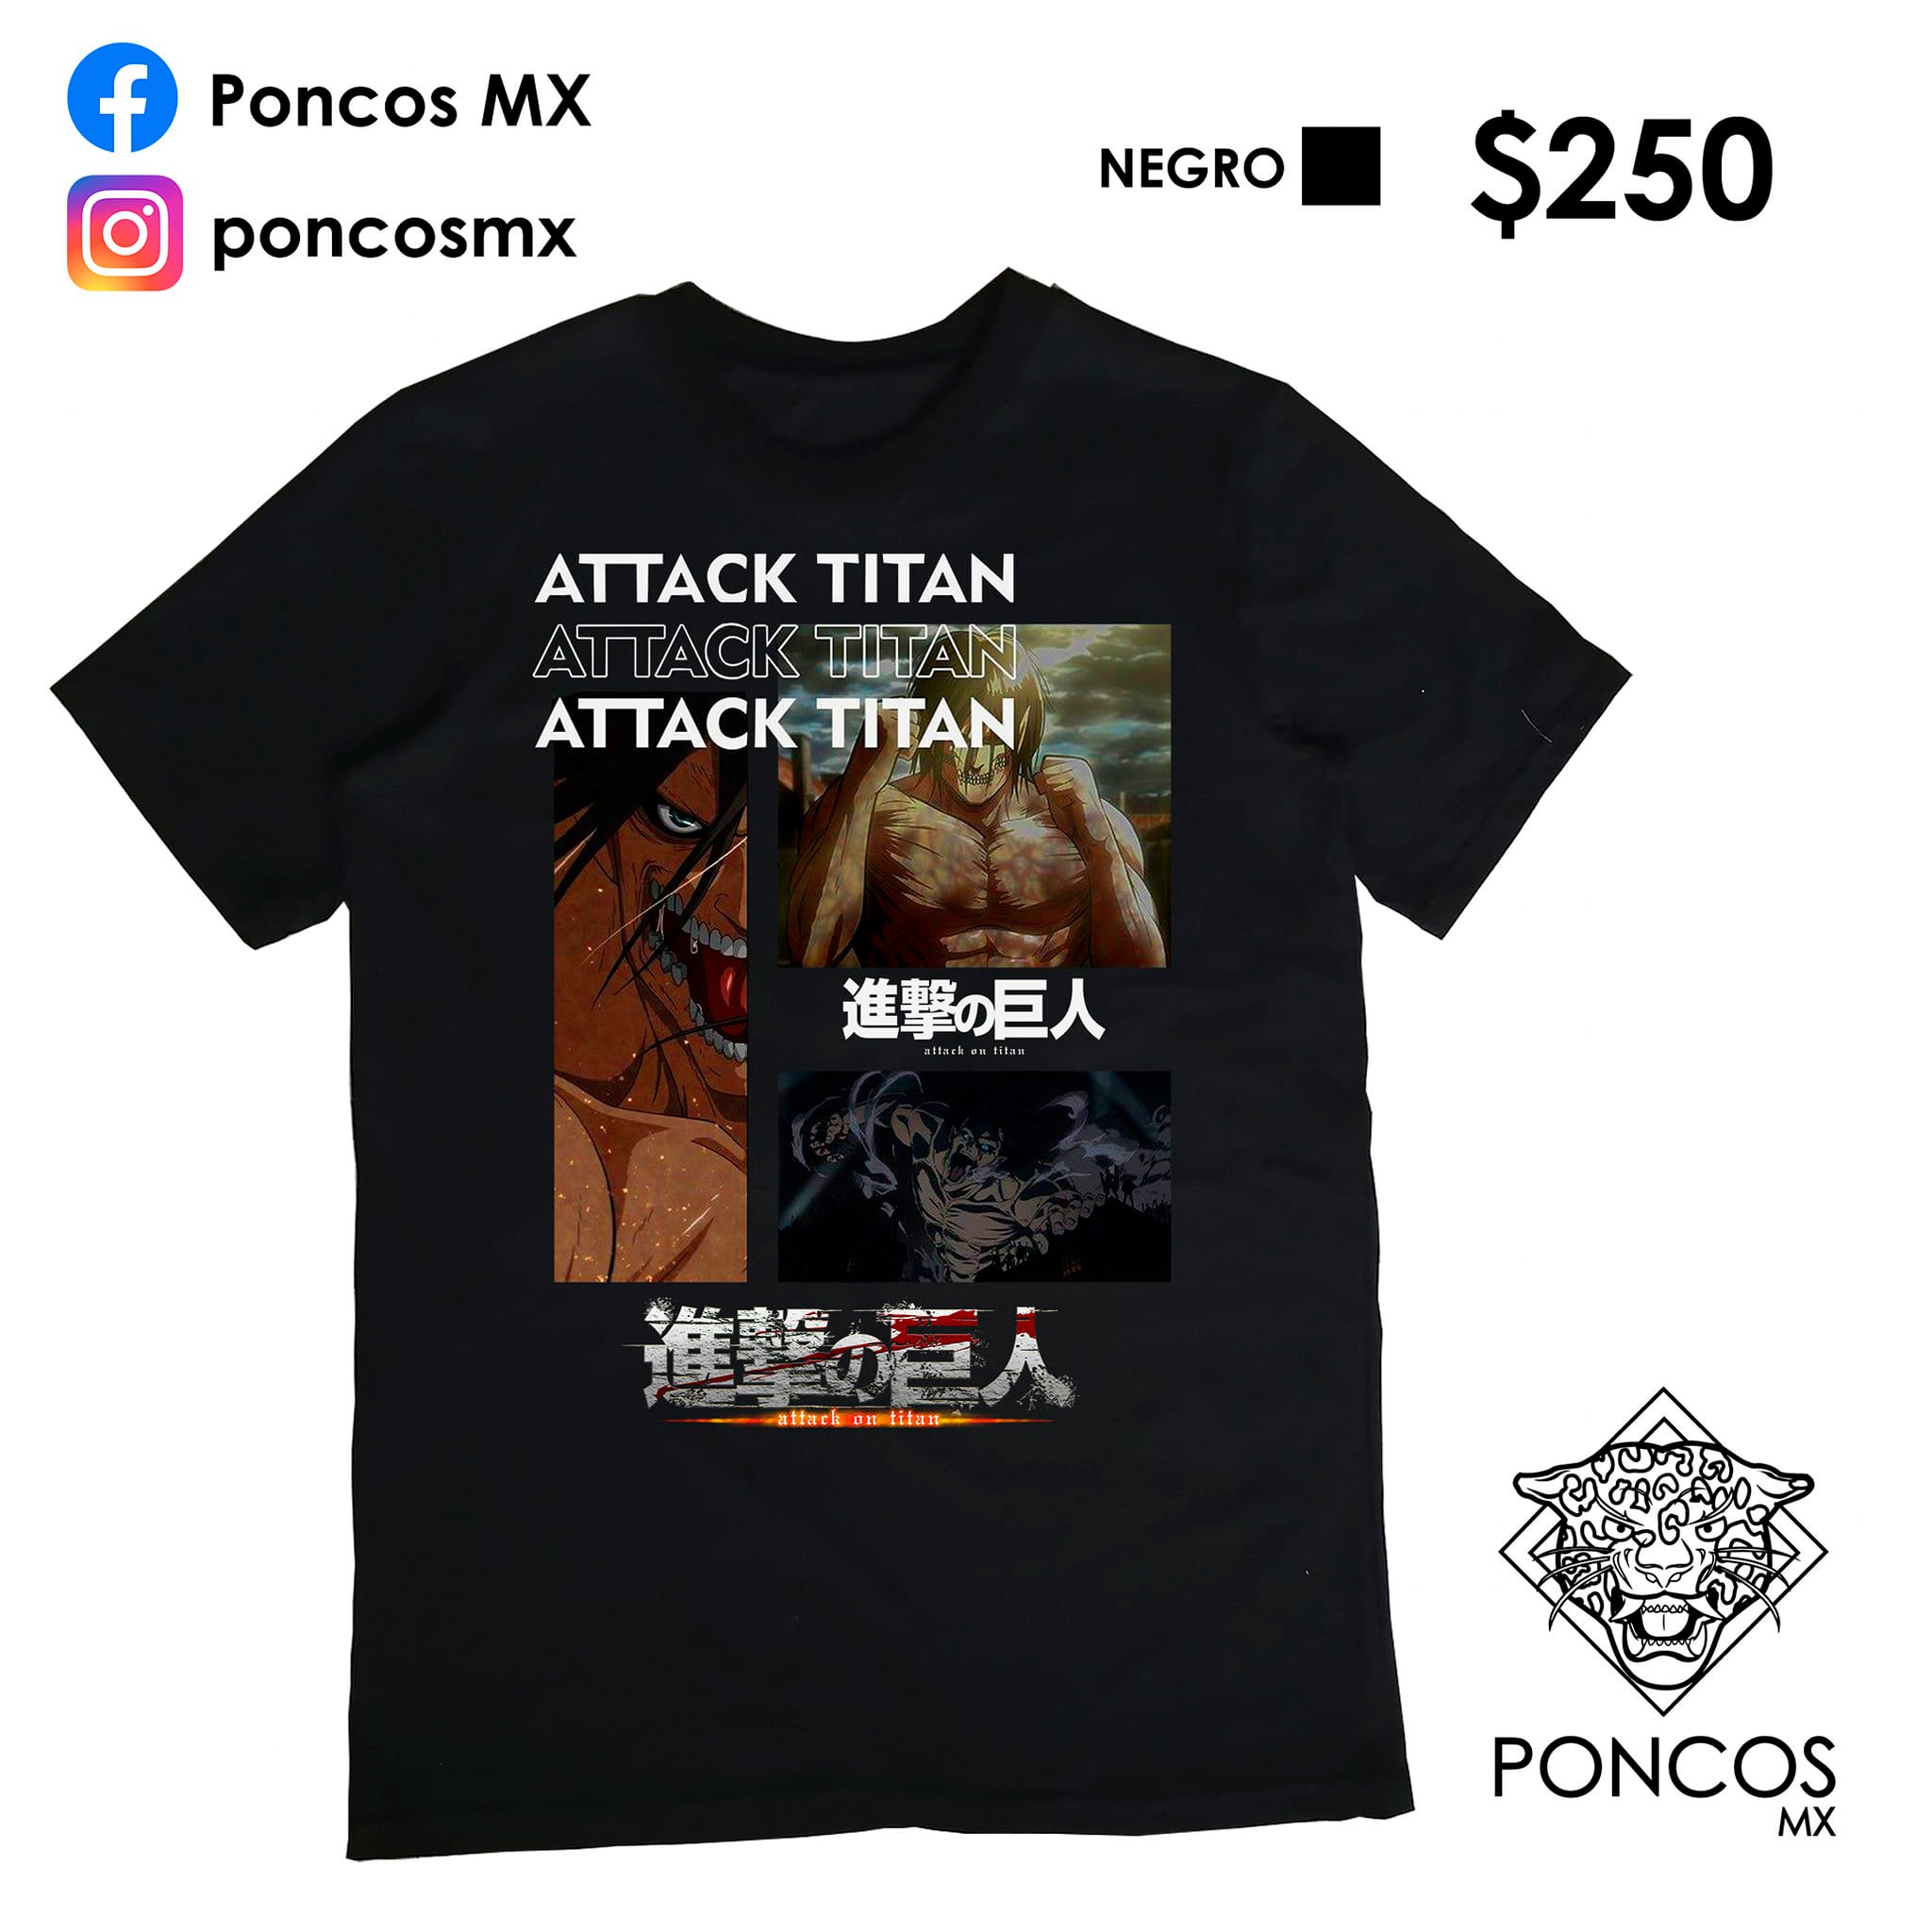 Poncos MX
poncosmx
NEGRO
$250
ATTACK TITAN
ATTACK TITAN
ATTACK TITAN
進撃の巨人
attack on titan
進撃の巨人
attack on titan
PONCOS
MX